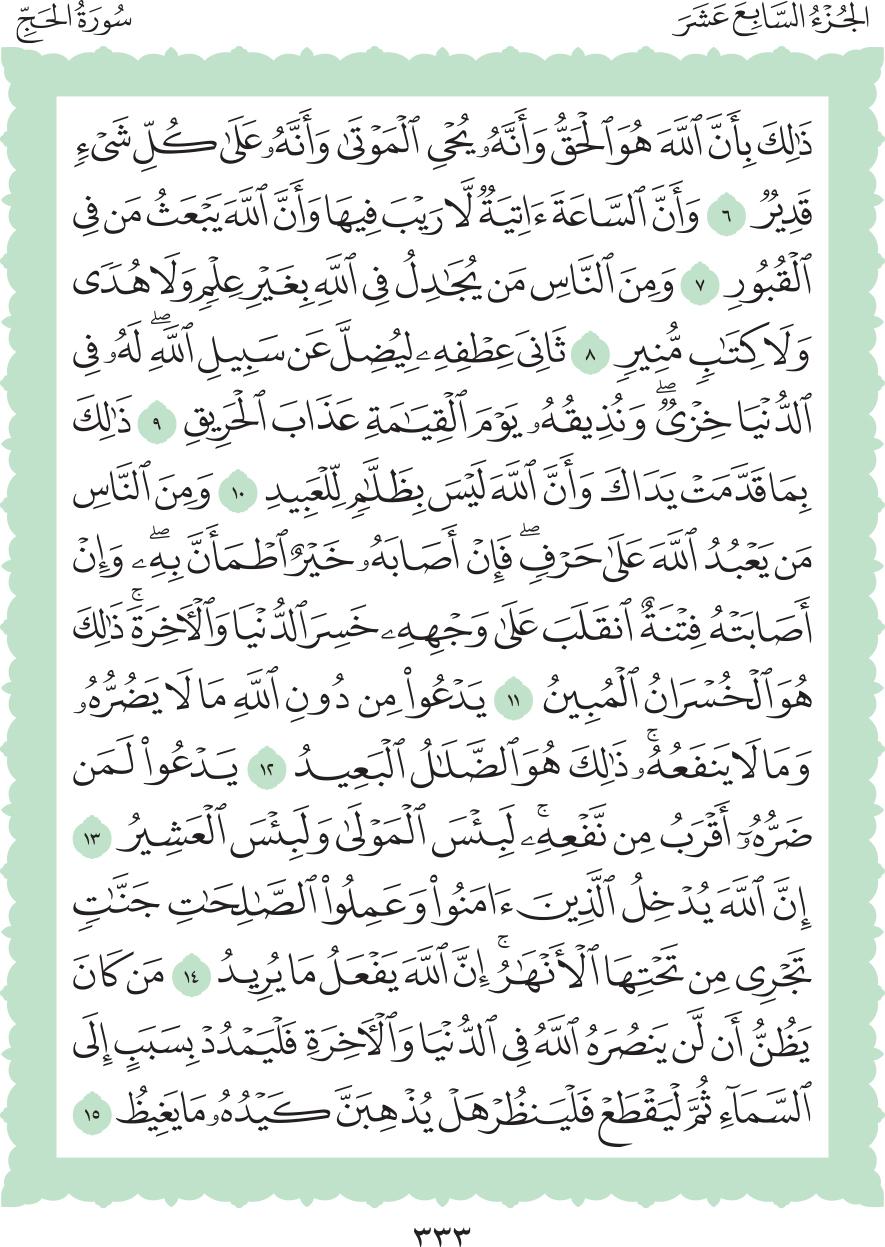 الجُزْءُ السَّابِعَ عَشَرَ
سُورَةُ الحَجِّ
ذَٰلِكَ بِأَنَّ ٱللَّهَ هُوَ ٱلْحَقُّ وَأَنَّهُۥ يُحْىِ ٱلْمَوْتَىٰ وَأَنَّهُۥ عَلَىٰ كُلِّ شَىْءٍ
قَدِيرٌ ٦ وَأَنَّ ٱلسَّاعَةَ ءَاتِيَةٌ لَّا رَيْبَ فِيهَا وَأَنَّ ٱللَّهَ يَبْعَثُ مَن فِى
ٱلْقُبُورِ ٧ وَمِنَ ٱلنَّاسِ مَن يُجَٰدِلُ فِى ٱللَّهِ بِغَيْرِ عِلْمٍ وَلَا هُدًى
وَلَا كِتَٰبٍ مُّنِيرٍ ٨ ثَانِىَ عِطْفِهِۦ لِيُضِلَّ عَن سَبِيلِ ٱللَّهِۖ لَهُۥ فِى
ٱلدُّنْيَا خِزْىٌۖ وَنُذِيقُهُۥ يَوْمَ ٱلْقِيَٰمَةِ عَذَابَ ٱلْحَرِيقِ ٩ ذَٰلِكَ
بِمَا قَدَّمَتْ يَدَاكَ وَأَنَّ ٱللَّهَ لَيْسَ بِظَلَّٰمٍ لِّلْعَبِيدِ ١٠ وَمِنَ ٱلنَّاسِ
مَن يَعْبُدُ ٱللَّهَ عَلَىٰ حَرْفٍۖ فَإِنْ أَصَابَهُۥ خَيْرٌ ٱطْمَأَنَّ بِهِۦۖ وَإِنْ
أَصَابَتْهُ فِتْنَةٌ ٱنقَلَبَ عَلَىٰ وَجْهِهِۦ خَسِرَ ٱلدُّنْيَا وَٱلْأَخِرَةَۚ ذَٰلِكَ
هُوَ ٱلْخُسْرَانُ ٱلْمُبِينُ ١١ يَدْعُوا۟ مِن دُونِ ٱللَّهِ مَا لَا يَضُرُّهُۥ
وَمَا لَا يَنفَعُهُۥۚ ذَٰلِكَ هُوَ ٱلضَّلَٰلُ ٱلْبَعِيدُ ١٢ يَدْعُوا۟ لَمَن
ضَرُّهُۥٓ أَقْرَبُ مِن نَّفْعِهِۦۚ لَبِئْسَ ٱلْمَوْلَىٰ وَلَبِئْسَ ٱلْعَشِيرُ ١٣
إِنَّ ٱللَّهَ يُدْخِلُ ٱلَّذِينَ ءَامَنُوا۟ وَعَمِلُوا۟ ٱلصَّٰلِحَٰتِ جَنَّٰتٍ
تَجْرِى مِن تَحْتِهَا ٱلْأَنْهَٰرُۚ إِنَّ ٱللَّهَ يَفْعَلُ مَا يُرِيدُ ١٤ مَن كَانَ
يَظُنُّ أَن لَّن يَنصُرَهُ ٱللَّهُ فِى ٱلدُّنْيَا وَٱلْأَخِرَةِ فَلْيَمْدُدْ بِسَبَبٍ إِلَى
ٱلسَّمَآءِ ثُمَّ لْيَقْطَعْ فَلْيَنظُرْ هَلْ يُذْهِبَنَّ كَيْدُهُۥ مَا يَغِيظُ ١٥
٣٣٣